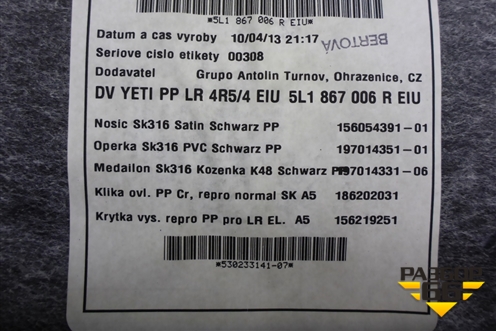 *5L1 867 006 R EIU*
Datum a cas vyroby 10/04/13 21:17 BERTOVÁ
Seriove cislo etikety 00308
Dodavatel Grupo Antolin Turnov, Ohrazenice, CZ
DV YETI PP LR 4R5/4 EIU 5L1 867 006 R EIU
Nosic Sk316 Satin Schwarz PP 156054391-01
Operka Sk316 PVC Schwarz PP 197014351-01
Medailon Sk316 Kozenka K48 Schwarz PP 197014331-06
Klika ovl. PP Cr, repro normal SK A5 186202031
Krytka vys. repro PP pro LR EL. A5 156219251
*530233141-07*